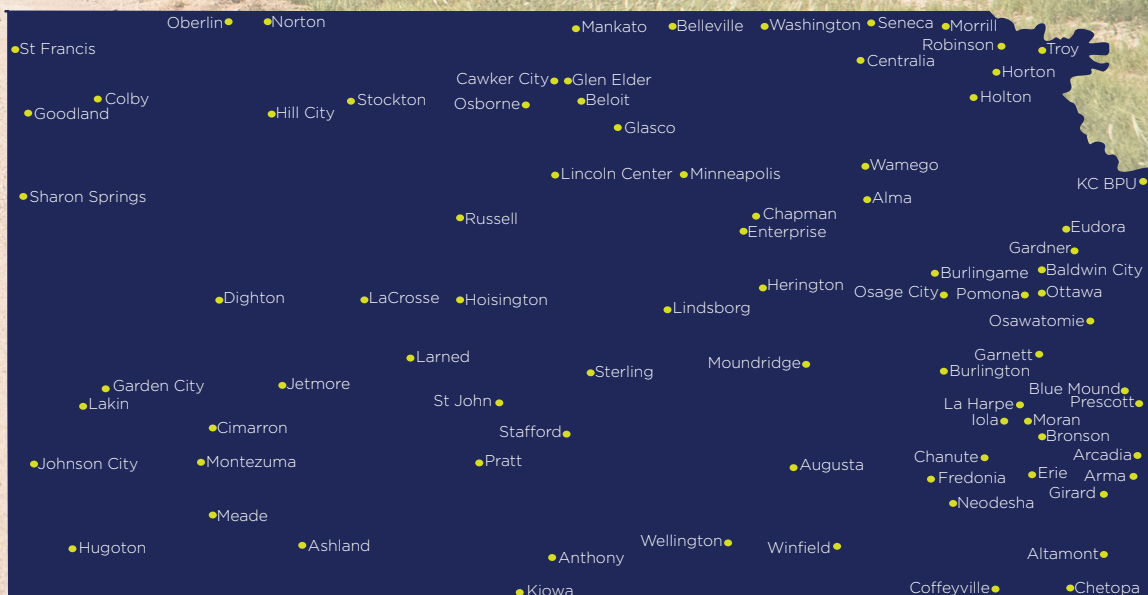 Oberlin
Norton
Mankato
Belleville
Washington
Seneca
Morrill
Robinson
Troy
St Francis
Centralia
Horton
Cawker City
Glen Elder
Holton
Colby
Stockton
Osborne
Beloit
Goodland
Hill City
Glasco
Wamego
Lincoln Center
Minneapolis
KC BPU
Sharon Springs
Alma
Russell
Chapman
Enterprise
Eudora
Gardner
Burlingame
Baldwin City
Herington
Osage City
Pomona
Ottawa
Dighton
LaCrosse
Hoisington
Lindsborg
Osawatomie
Larned
Garnett
Moundridge
Sterling
Burlington
Garden City
Jetmore
Blue Mound
Lakin
St John
La Harpe
Prescott
Iola
Moran
Cimarron
Stafford
Bronson
Johnson City
Montezuma
Pratt
Augusta
Chanute
Arcadia
Fredonia
Erie
Arma
Girard
Neodesha
Meade
Hugoton
Ashland
Wellington
Winfield
Anthony
Altamont
Kiowa
Coffeyville
Chetopa